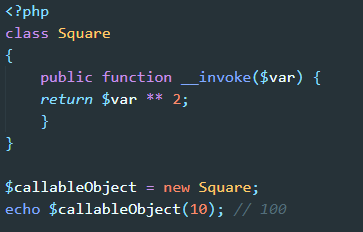 <?php
class Square
{
    public function __invoke($var) {
    return $var ** 2;
    }
}

$callableObject = new Square;
echo $callableObject(10); // 100